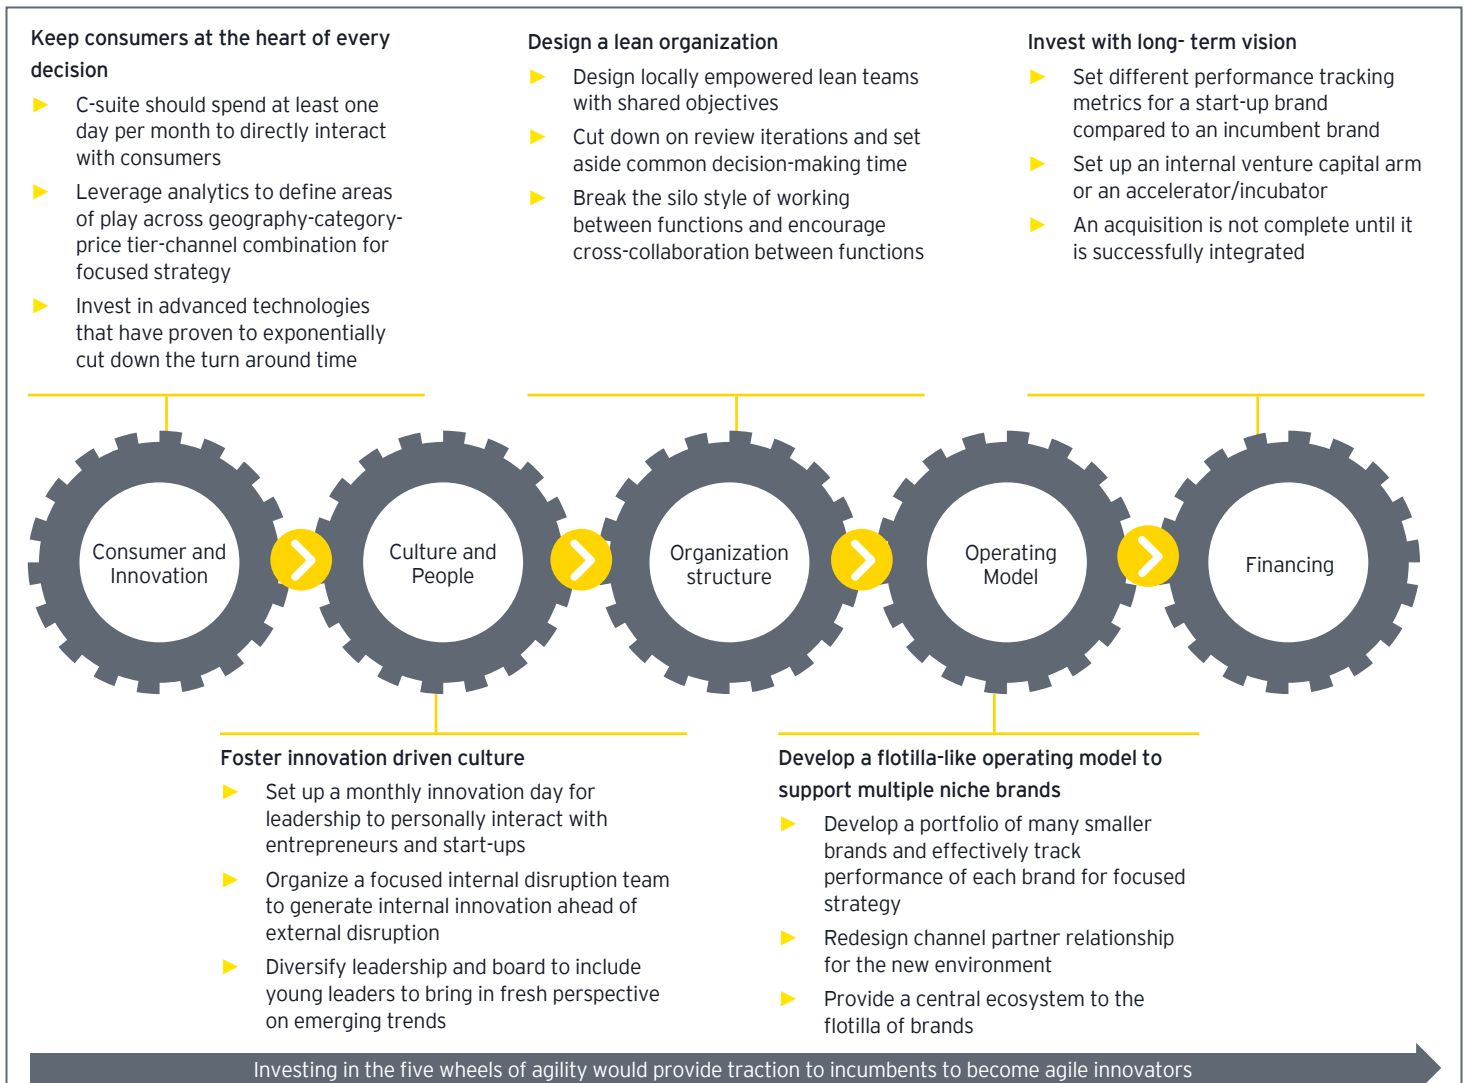 Keep consumers at the heart of every
decision
C-suite should spend at least one
day per month to directly interact
with consumers
Leverage analytics to define areas
of play across geography-category-
price tier-channel combination for
focused strategy
Invest in advanced technologies
that have proven to exponentially
cut down the turn around time
Design a lean organization
Design locally empowered lean teams
with shared objectives
Cut down on review iterations and set
aside common decision-making time
Break the silo style of working
between functions and encourage
cross-collaboration between functions
Invest with long- term vision
Set different performance tracking
metrics for a start-up brand
compared to an incumbent brand
Set up an internal venture capital arm
or an accelerator/incubator
An acquisition is not complete until it
is successfully integrated
Consumer and
Innovation
Culture and
People
Organization
structure
Operating
Model
Financing
Foster innovation driven culture
Set up a monthly innovation day for
leadership to personally interact with
entrepreneurs and start-ups
Organize a focused internal disruption team
to generate internal innovation ahead of
external disruption
Diversify leadership and board to include
young leaders to bring in fresh perspective
on emerging trends
Develop a flotilla-like operating model to
support multiple niche brands
Develop a portfolio of many smaller
brands and effectively track
performance of each brand for focused
strategy
Redesign channel partner relationship
for the new environment
Provide a central ecosystem to the
flotilla of brands
Investing in the five wheels of agility would provide traction to incumbents to become agile innovators